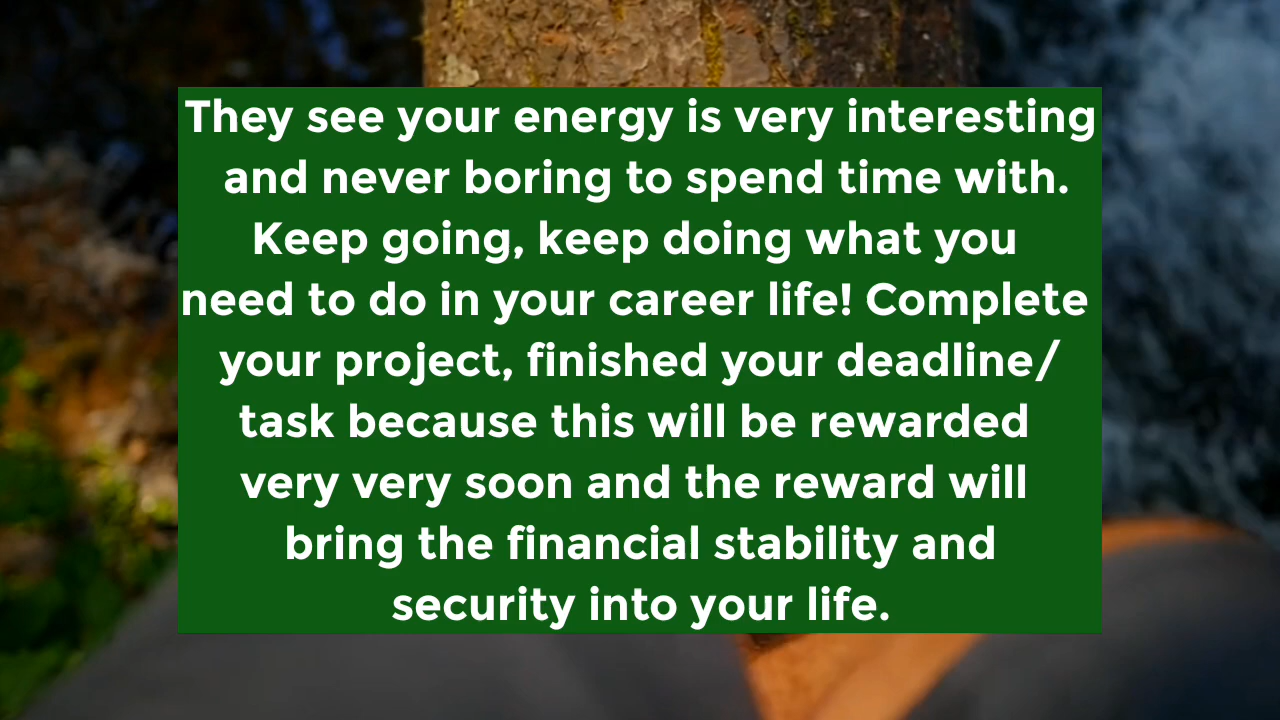 They see your energy is very interesting
and never boring to spend time with.
Keep going, keep doing what you
need to do in your career life! Complete
your project, finished your deadline/
task because this will be rewarded
very very soon and the reward will
bring the financial stability and
security into your life.